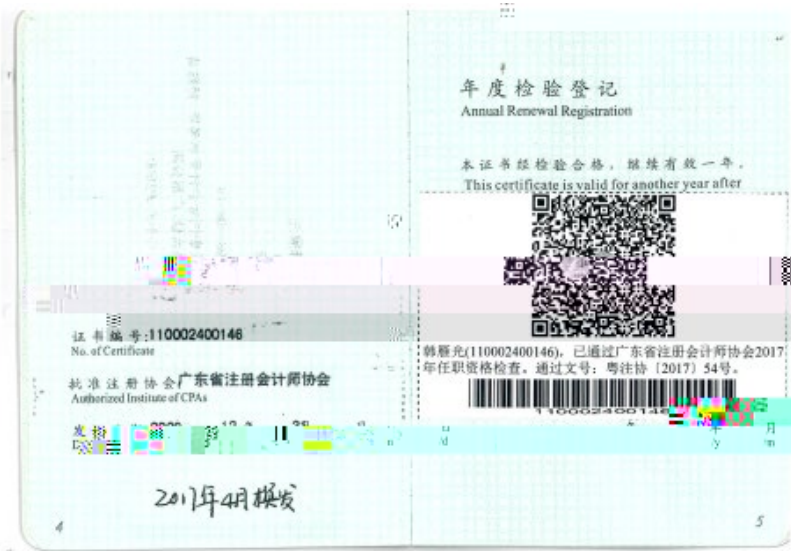 证书编号:110002400146
No. of Certificate
批准注册协会广东省注册会计师协会
Authorized Institute of CPAs
2017年4月换发
4
年度检验登记
Annual Renewal Registration
本证书经检验合格，继续有效一年。
This certificate is valid for another year after
韩雁光(110002400146)，已通过广东省注册会计师协会2017
年任职资格检查。通过文号：粤注协〔2017〕54号。
110002400146
年 月
y m
5